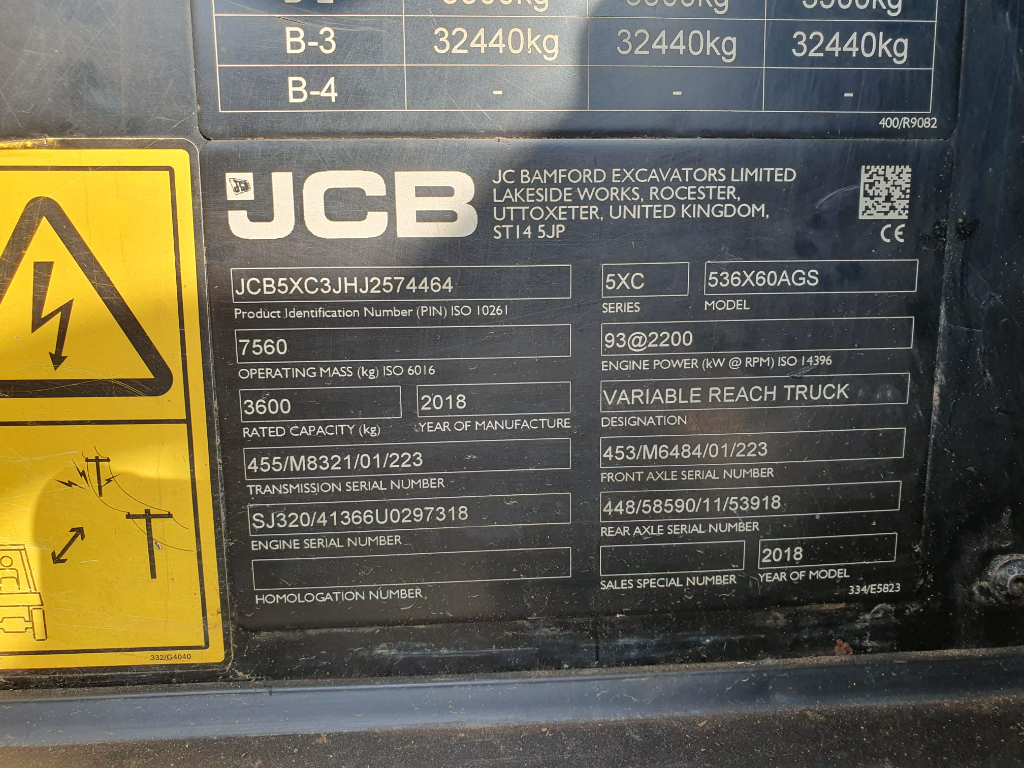 B-3 32440kg 32440kg 32440kg
B-4 - - -
400/R9082
JCB
JC BAMFORD EXCAVATORS LIMITED
LAKESIDE WORKS, ROCESTER,
UTTOXETER, UNITED KINGDOM,
ST14 5JP
CE
JCB5XC3JHJ2574464
Product Identification Number (PIN) ISO 10261
5XC
SERIES
536X60AGS
MODEL
7560
OPERATING MASS (kg) ISO 6016
93@2200
ENGINE POWER (kW @ RPM) ISO 14396
3600
RATED CAPACITY (kg)
2018
YEAR OF MANUFACTURE
VARIABLE REACH TRUCK
DESIGNATION
455/M8321/01/223
TRANSMISSION SERIAL NUMBER
453/M6484/01/223
FRONT AXLE SERIAL NUMBER
SJ320/41366U0297318
ENGINE SERIAL NUMBER
448/58590/11/53918
REAR AXLE SERIAL NUMBER
HOMOLOGATION NUMBER
SALES SPECIAL NUMBER
2018
YEAR OF MODEL
334/E5823
332/G4040